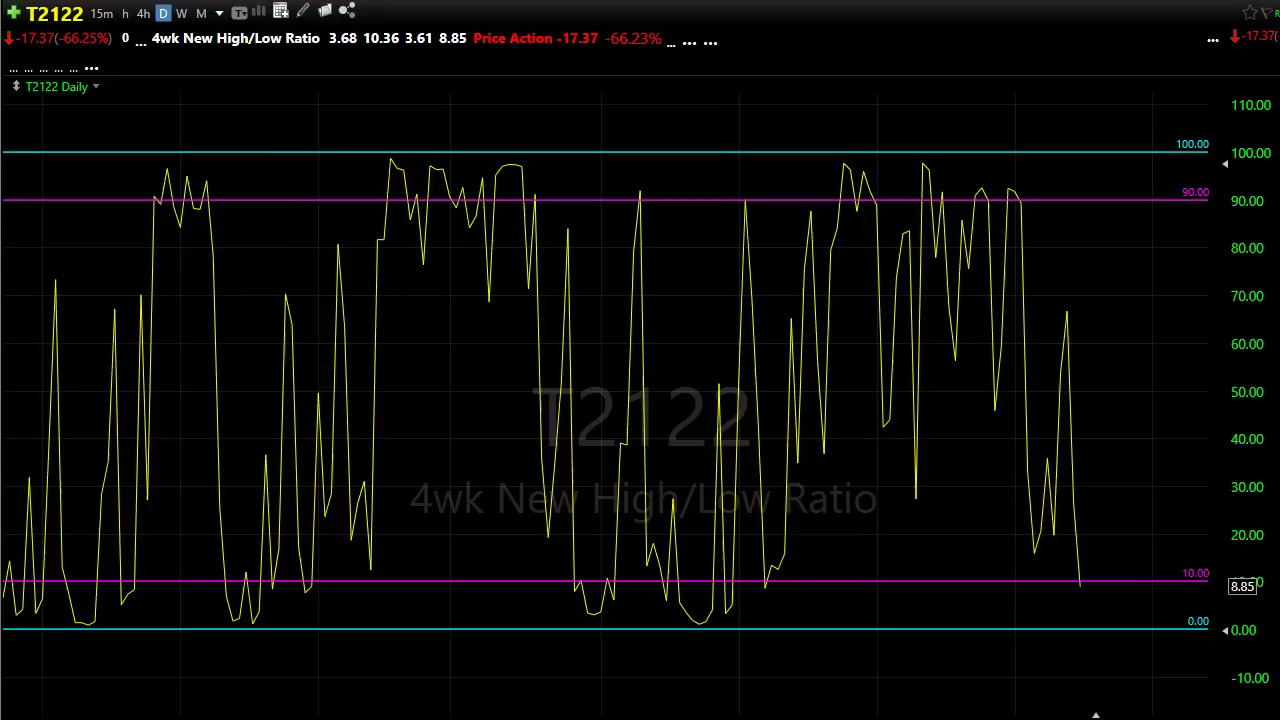 T2122 15m h 4h D W M
-17.37(-66.25%) 0 ... 4wk New High/Low Ratio 3.68 10.36 3.61 8.85 Price Action -17.37 -66.23% ... ... ... ... -17.37(
... ... ... ... ... ...
T2122 Daily
110.00
100.00 100.00
90.00 90.00
80.00
70.00
60.00
50.00
T2122
40.00
4wk New High/Low Ratio
30.00
20.00
10.00
8.85
0.00 0.00
-10.00